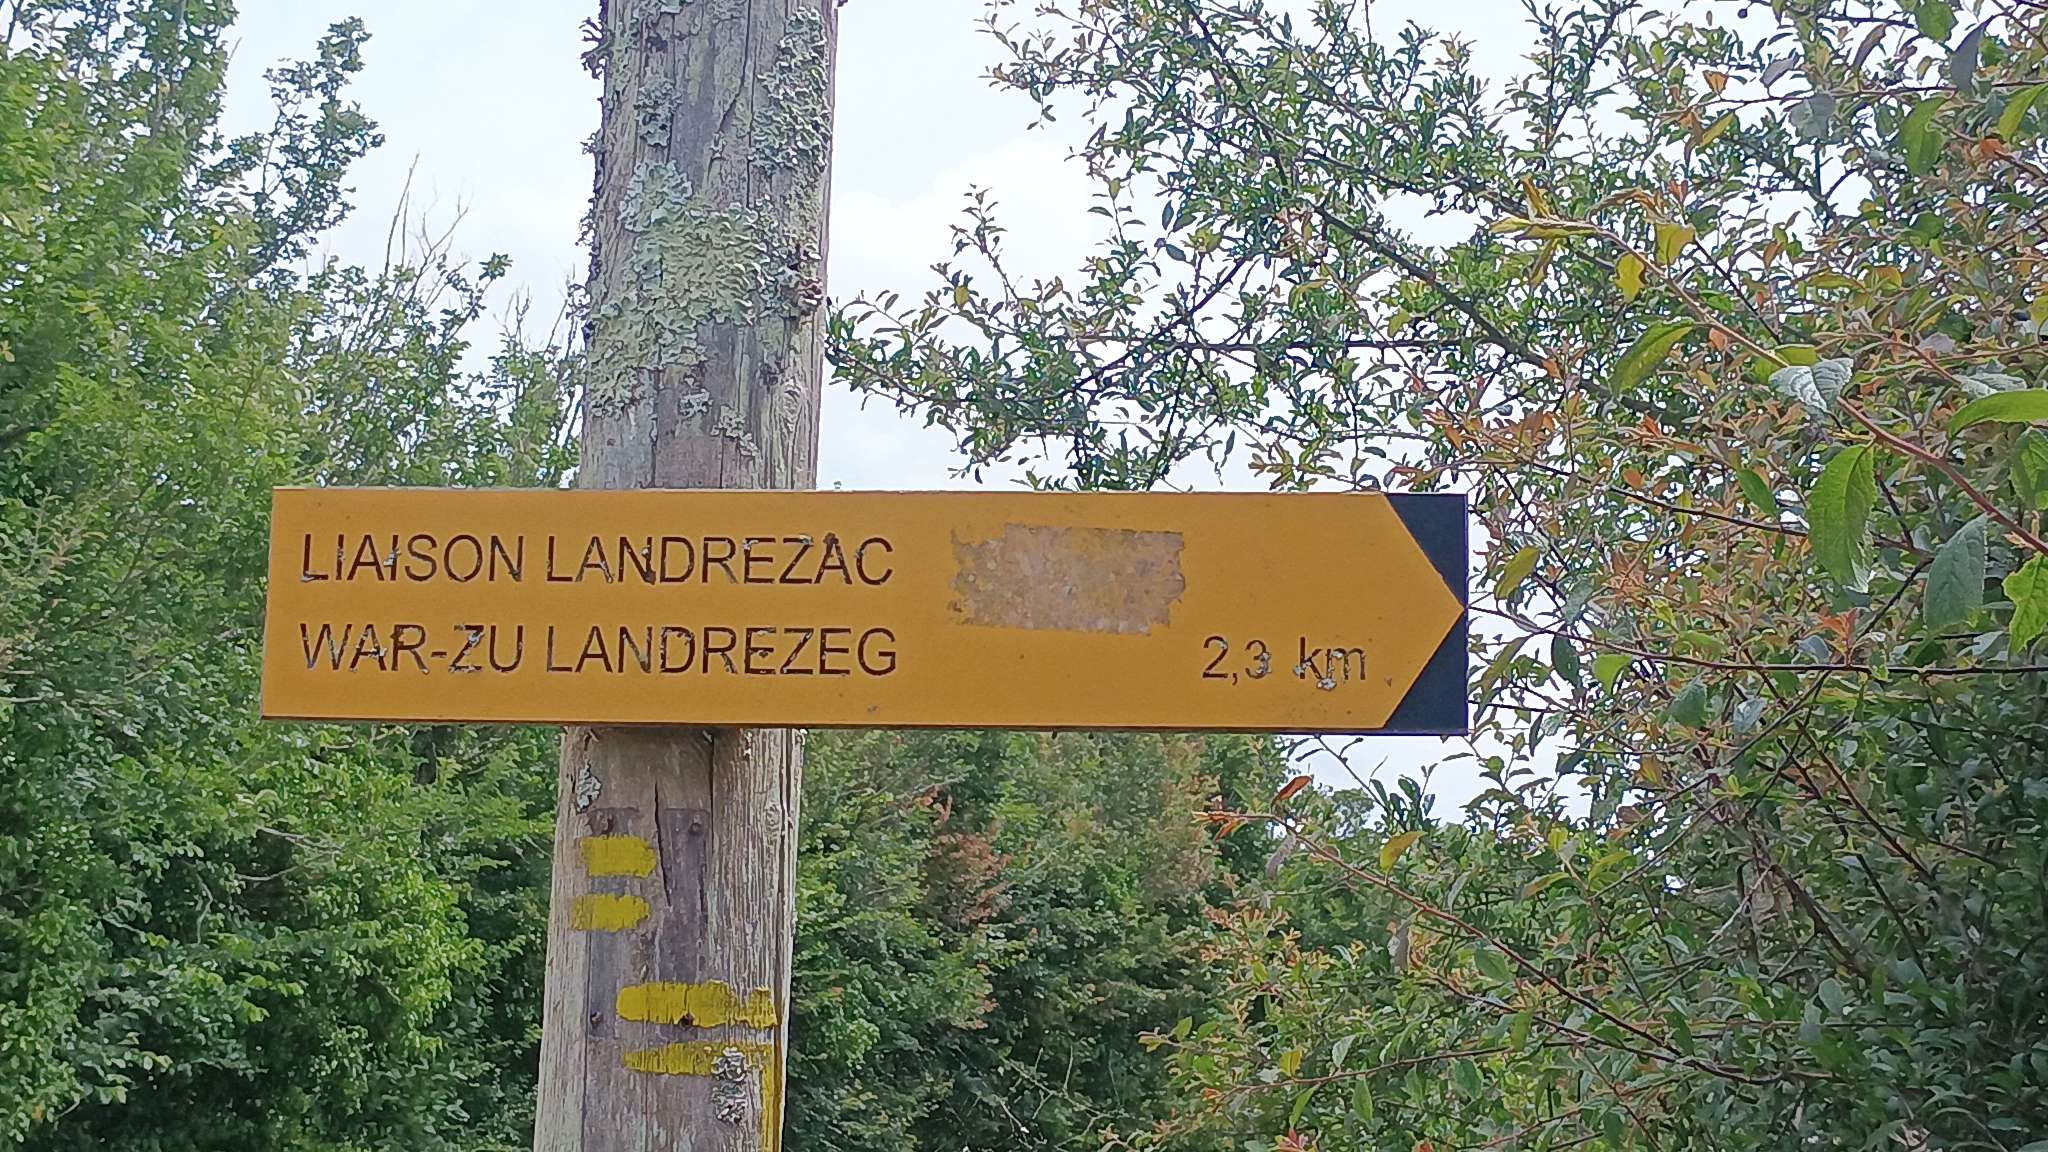 LIAISON LANDREZAC
WAR-ZU LANDREZEG
2,3 km